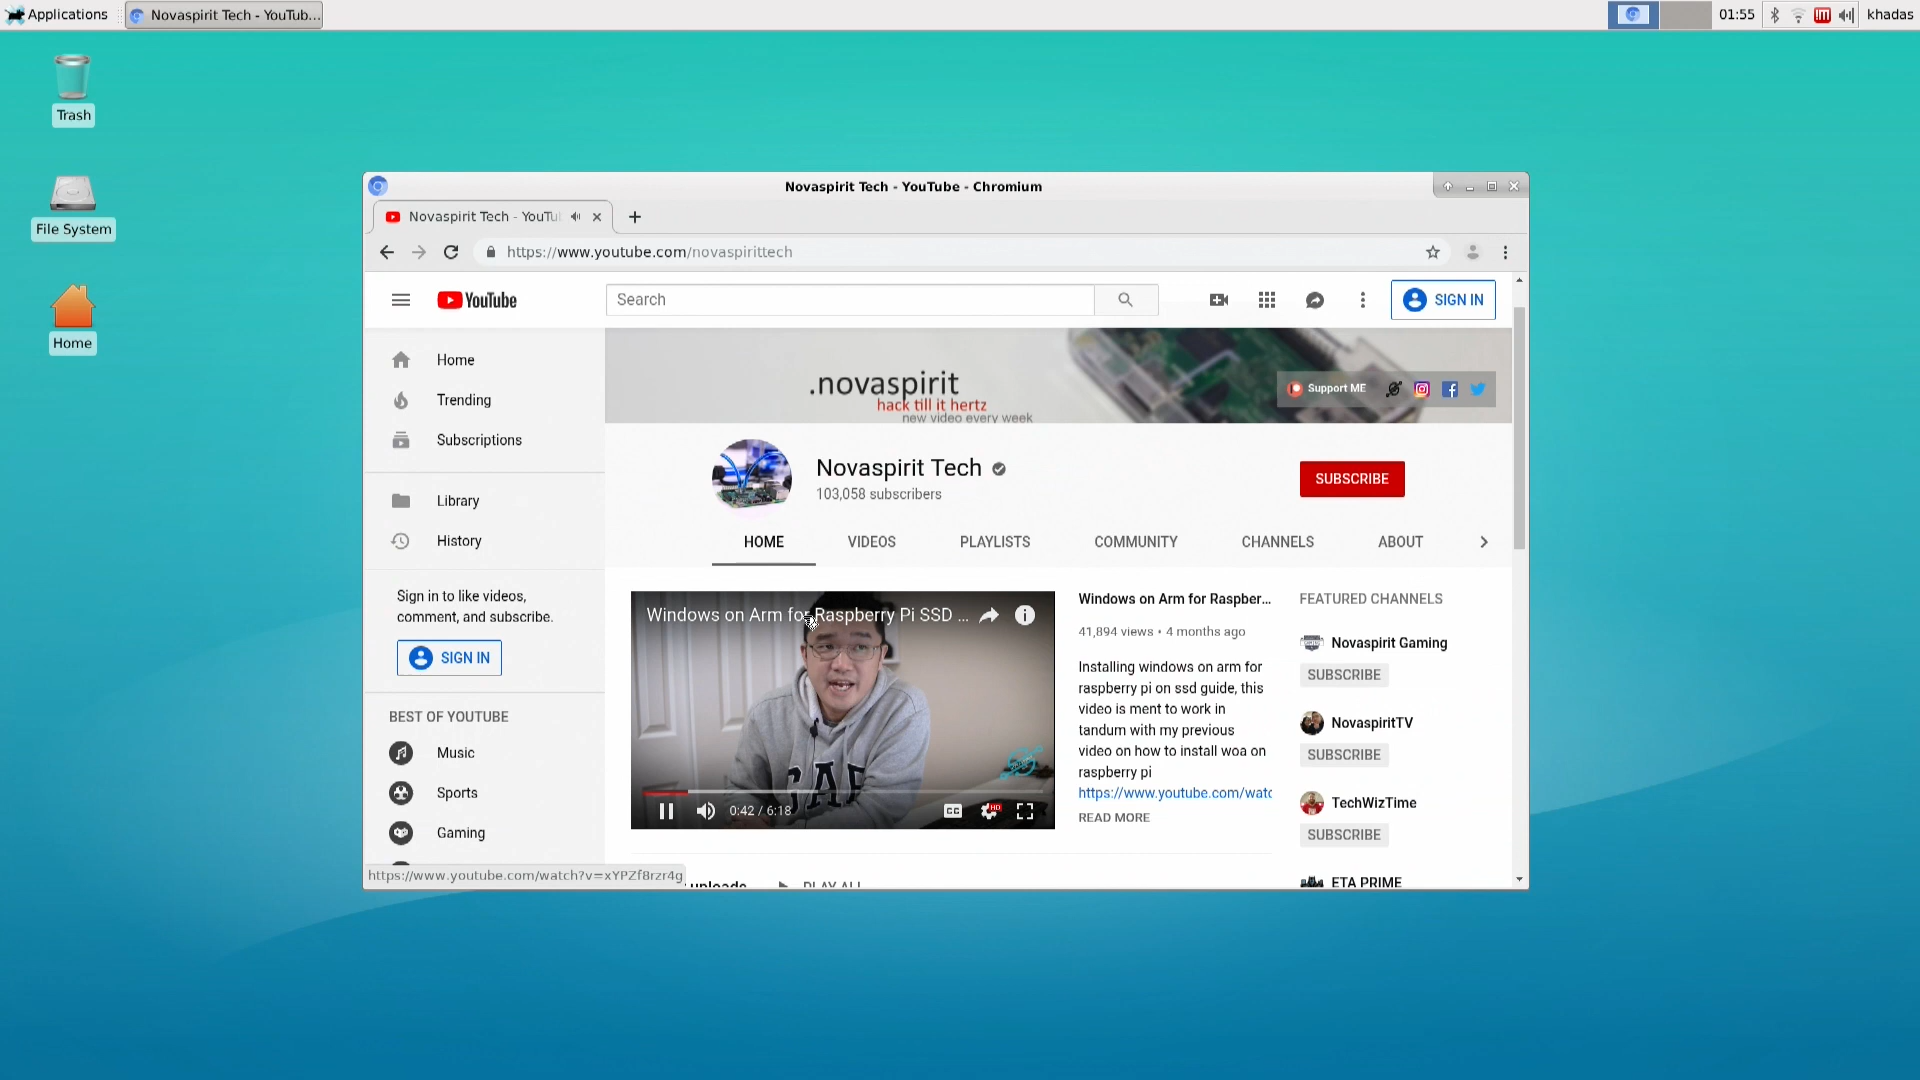 Applications
Novaspirit Tech - YouTub...
01:55
khadas
Trash
File System
Home
Novaspirit Tech - YouTube - Chromium
Novaspirit Tech - YouTu
https://www.youtube.com/novaspirittech
YouTube
Search
SIGN IN
Home
Trending
Subscriptions
Library
History
Sign in to like videos,
comment, and subscribe.
SIGN IN
BEST OF YOUTUBE
Music
Sports
Gaming
https://www.youtube.com/watch?v=xYPZf8rzr4g
.novaspirit
hack till it hertz
new video every week
Support ME
Novaspirit Tech
103,058 subscribers
SUBSCRIBE
HOME
VIDEOS
PLAYLISTS
COMMUNITY
CHANNELS
ABOUT
Windows on Arm for Raspberry Pi SSD ...
GAP
0:42 / 6:18
CC
HD
Windows on Arm for Raspber...
41,894 views • 4 months ago
Installing windows on arm for
raspberry pi on ssd guide, this
video is ment to work in
tandum with my previous
video on how to install woa on
raspberry pi
https://www.youtube.com/watc
READ MORE
uploads
PLAY ALL
FEATURED CHANNELS
Novaspirit Gaming
SUBSCRIBE
NovaspiritTV
SUBSCRIBE
TechWizTime
SUBSCRIBE
ETA PRIME